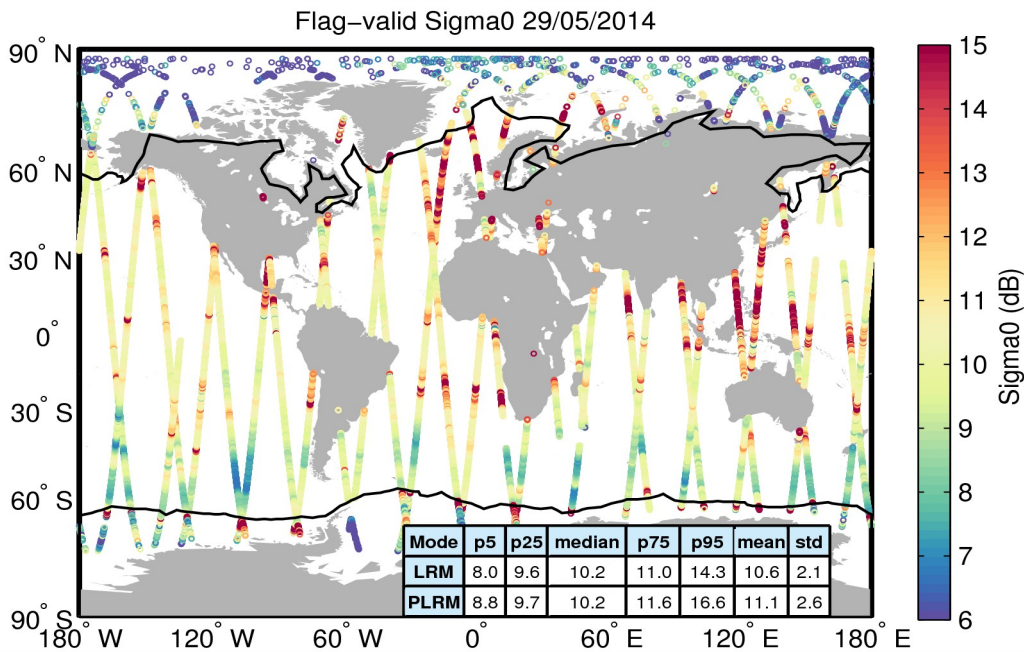 Flag−valid Sigma0 29/05/2014
90° N
60° N
30° N
0°
30° S
60° S
90° S
180° W
120° W
60° W
0°
60° E
120° E
180° E
15
14
13
12
11
10
9
8
7
6
Sigma0 (dB)
Mode p5 p25 median p75 p95 mean std
LRM 8.0 9.6 10.2 11.0 14.3 10.6 2.1
PLRM 8.8 9.7 10.2 11.6 16.6 11.1 2.6